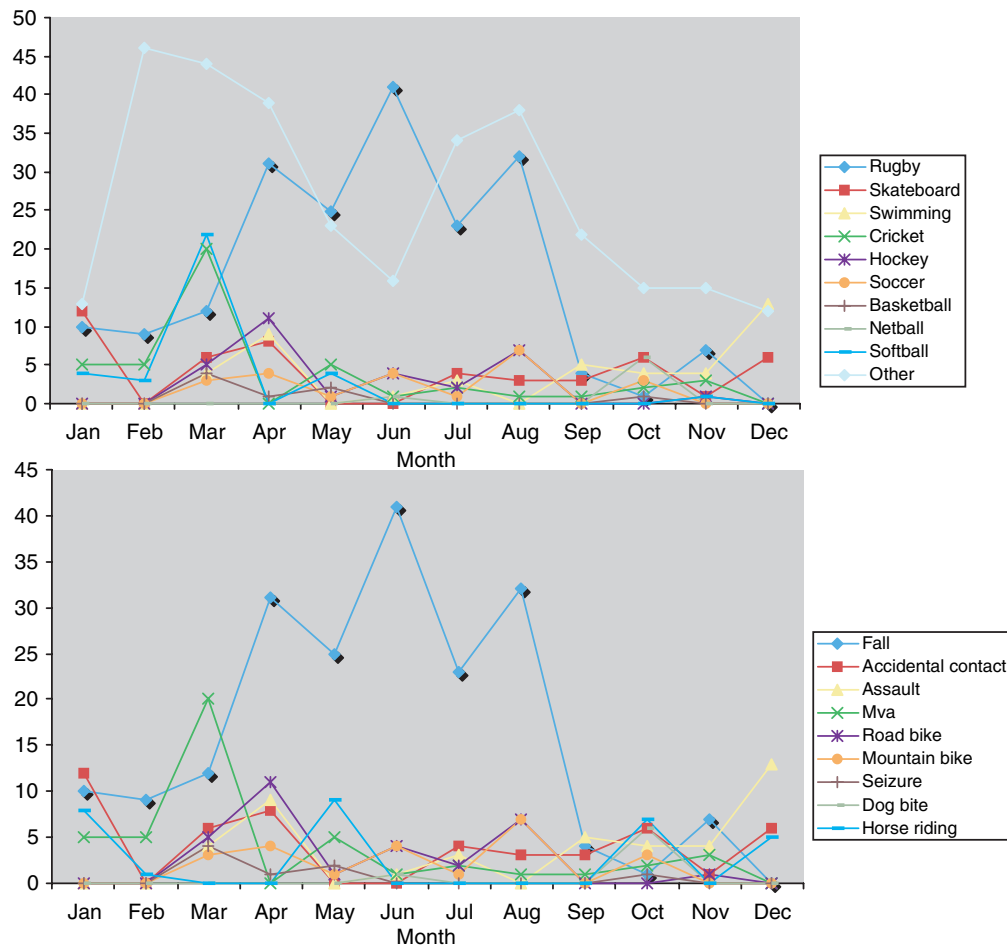 50
45
40
35
30
25
20
15
10
5
0
Jan Feb Mar Apr May Jun Jul Aug Sep Oct Nov Dec
Month
Rugby
Skateboard
Swimming
Cricket
Hockey
Soccer
Basketball
Netball
Softball
Other
45
40
35
30
25
20
15
10
5
0
Jan Feb Mar Apr May Jun Jul Aug Sep Oct Nov Dec
Month
Fall
Accidental contact
Assault
Mva
Road bike
Mountain bike
Seizure
Dog bite
Horse riding